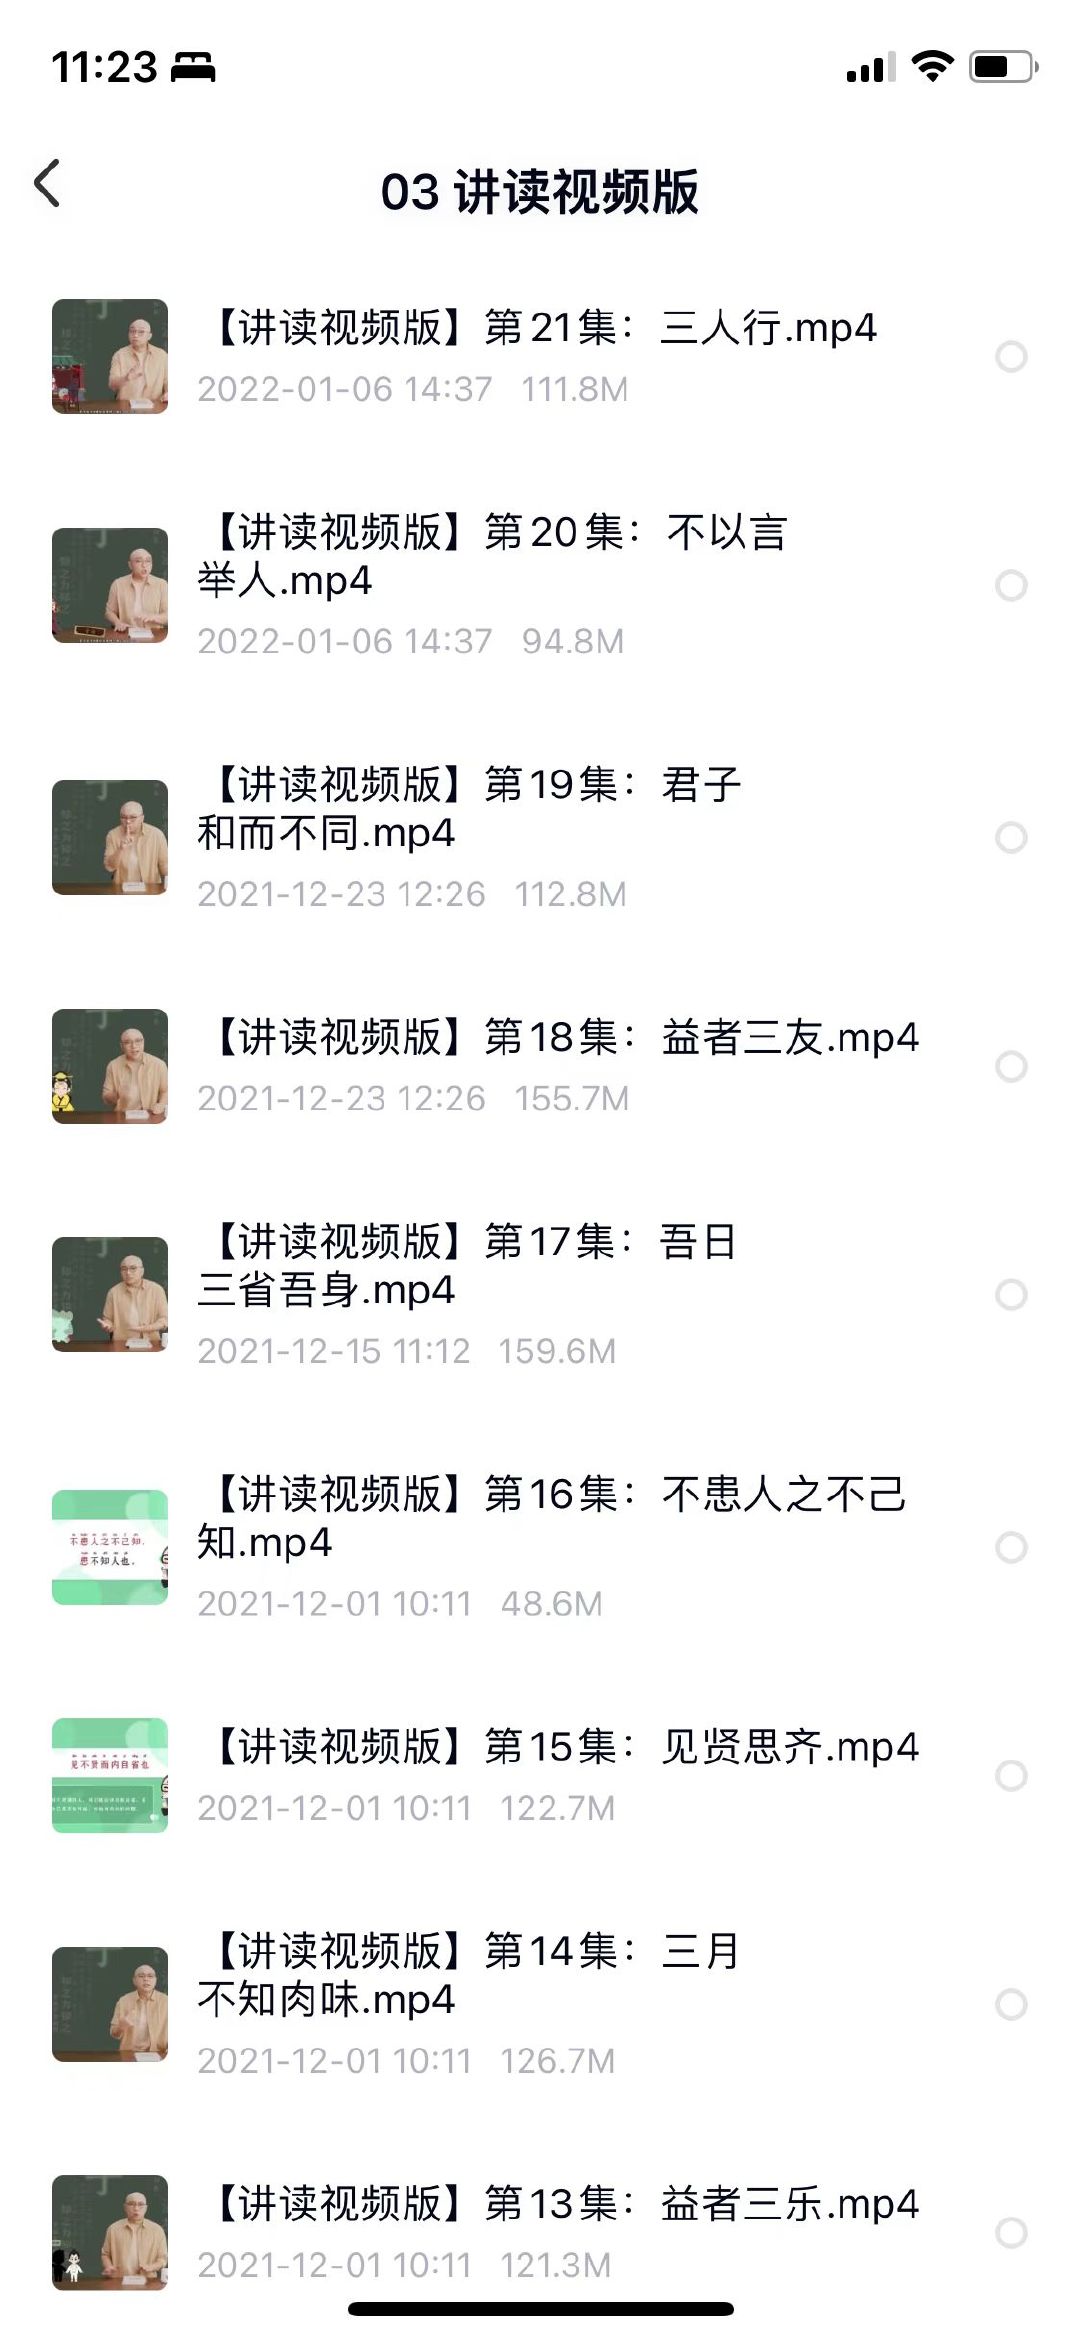 11:23
03 讲读视频版
【讲读视频版】第21集：三人行.mp4
2022-01-06 14:37 111.8M
【讲读视频版】第20集：不以言
举人.mp4
2022-01-06 14:37 94.8M
【讲读视频版】第19集：君子
和而不同.mp4
2021-12-23 12:26 112.8M
【讲读视频版】第18集：益者三友.mp4
2021-12-23 12:26 155.7M
【讲读视频版】第17集：吾日
三省吾身.mp4
2021-12-15 11:12 159.6M
【讲读视频版】第16集：不患人之不己
知.mp4
2021-12-01 10:11 48.6M
不患人之不己知，
患不知人也。
【讲读视频版】第15集：见贤思齐.mp4
2021-12-01 10:11 122.7M
见不贤而内自省也
【讲读视频版】第14集：三月
不知肉味.mp4
2021-12-01 10:11 126.7M
【讲读视频版】第13集：益者三乐.mp4
2021-12-01 10:11 121.3M